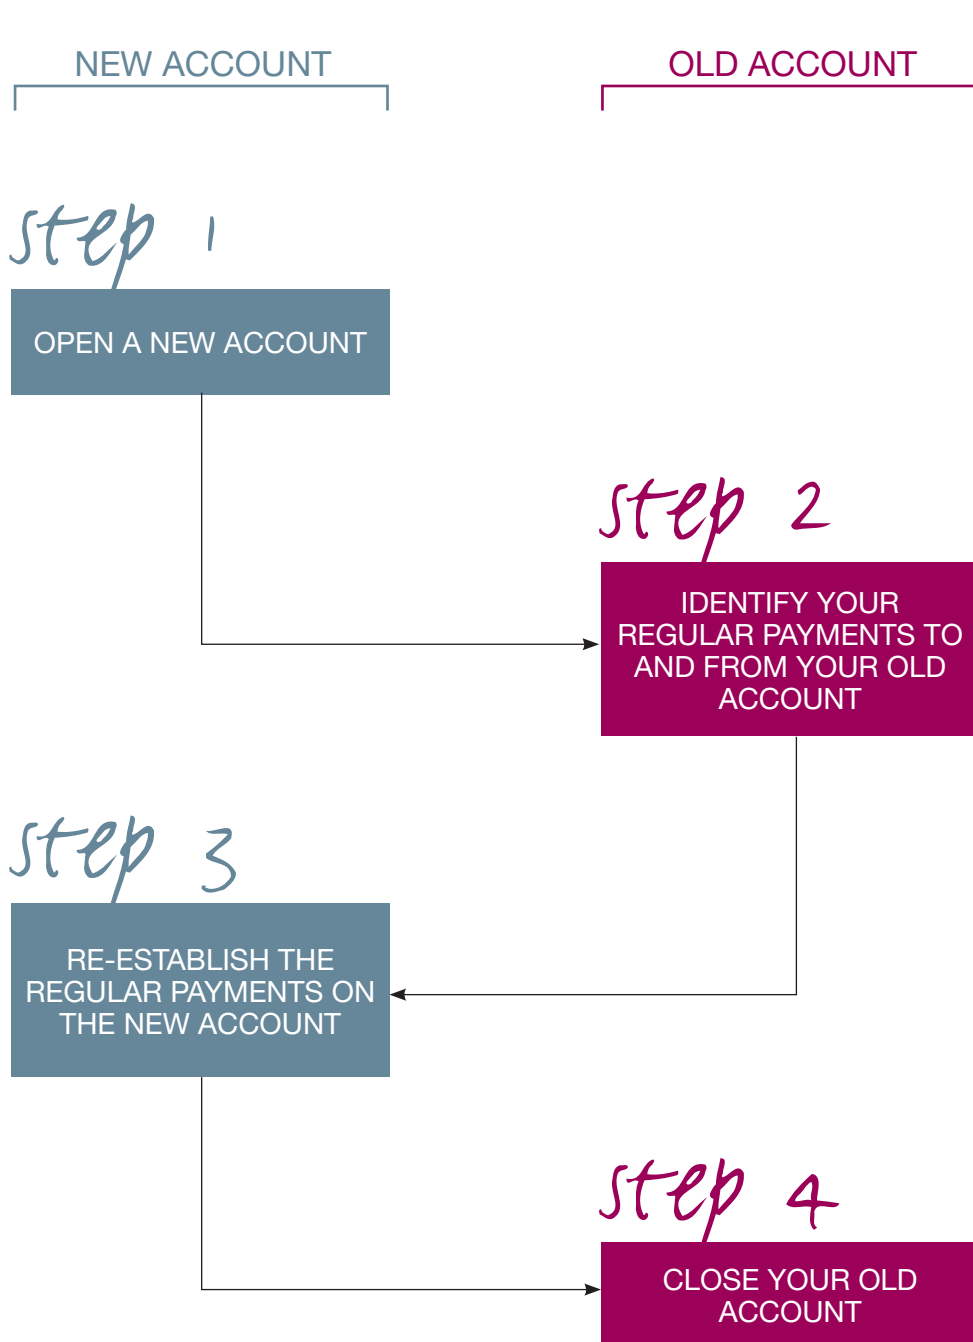 NEW ACCOUNT
OLD ACCOUNT
step 1
OPEN A NEW ACCOUNT
step 2
IDENTIFY YOUR
REGULAR PAYMENTS TO
AND FROM YOUR OLD
ACCOUNT
step 3
RE-ESTABLISH THE
REGULAR PAYMENTS ON
THE NEW ACCOUNT
step 4
CLOSE YOUR OLD
ACCOUNT